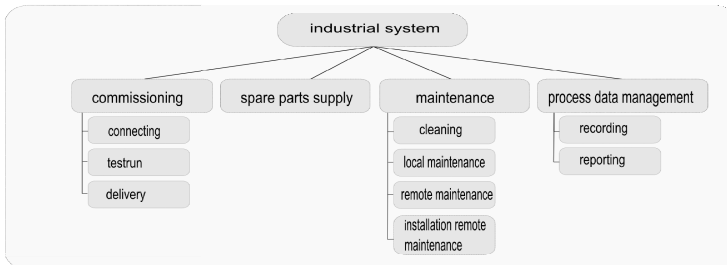 industrial system
commissioning
spare parts supply
maintenance
process data management
connecting
testrun
delivery
cleaning
local maintenance
remote maintenance
installation remote
maintenance
recording
reporting